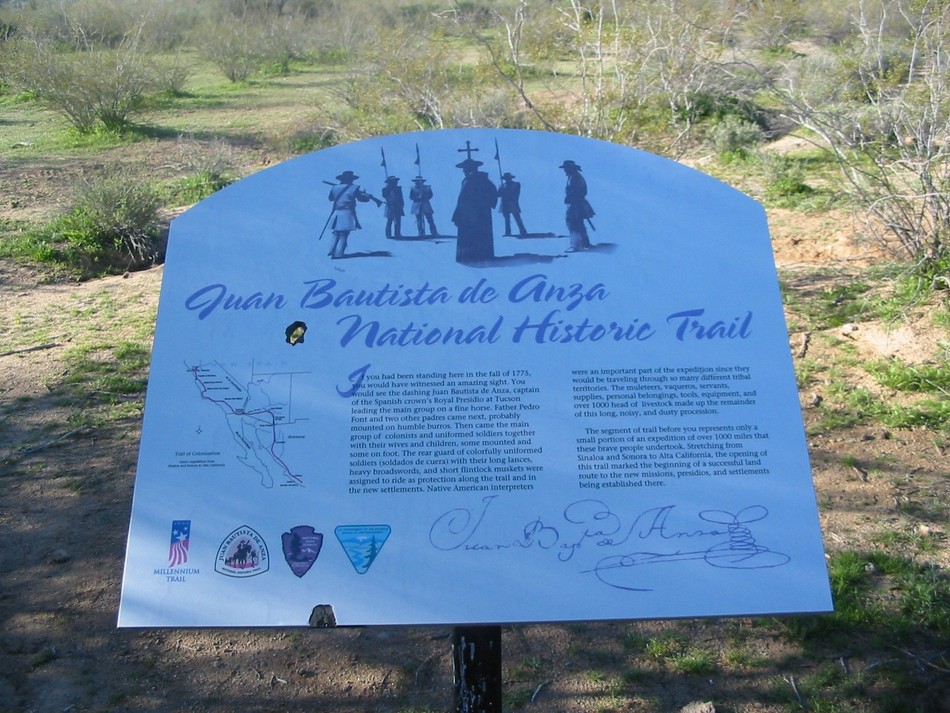 Juan Bautista de Anza
National Historic Trail
If you had been standing here in the fall of 1775,
you would have witnessed an amazing sight. You
would see the dashing Juan Bautista de Anza, captain
of the Spanish crown's Royal Presidio at Tucson
leading the main group on a fine horse. Father Pedro
Font and two other padres came next, probably
mounted on humble burros. Then came the main
group of colonists and uniformed soldiers together
with their wives and children, some mounted and
some on foot. The rear guard of colorfully uniformed
soldiers (soldados de cuera) with their long lances,
heavy broadswords, and short flintlock muskets were
assigned to ride as protection along the trail and in
the new settlements. Native American interpreters
were an important part of the expedition since they
would be traveling through so many different tribal
territories. The muleteers, vaqueros, servants,
supplies, personal belongings, tools, equipment, and
over 1000 head of livestock made up the remainder
of this long, noisy, and dusty procession.
The segment of trail before you represents only a
small portion of an expedition of over 1000 miles that
these brave people undertook. Stretching from
Sinaloa and Sonora to Alta California, the opening of
this trail marked the beginning of a successful land
route to the new missions, presidios, and settlements
being established there.
Trail of Colonization
MILLENNIUM
TRAIL
JUAN BAUTISTA DE ANZA
NATIONAL HISTORIC TRAIL
Juan Bapta de Anza